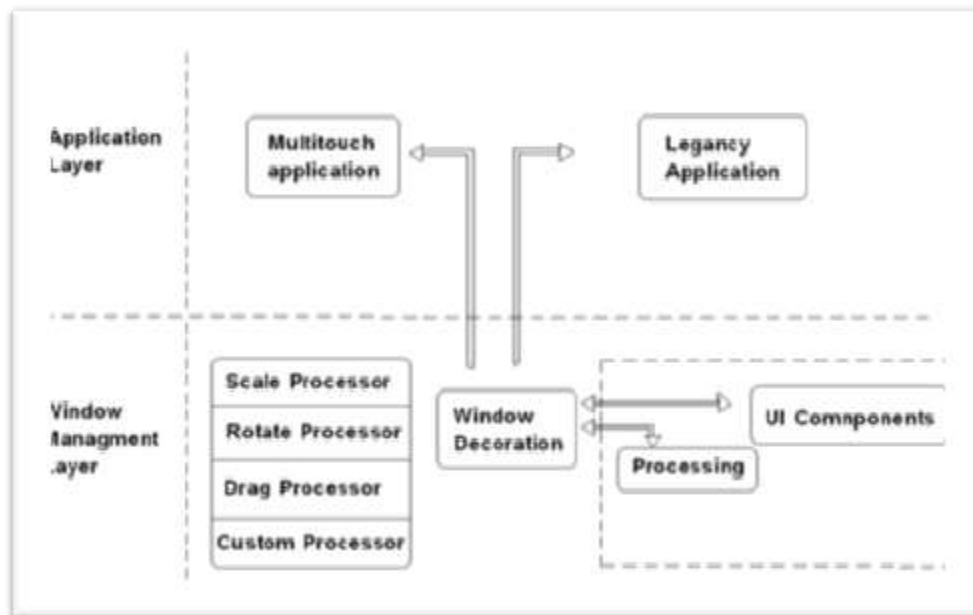 Application
Layer
Multitouch
application
Legancy
Application
Window
Managment
Layer
Scale Processor
Rotate Processor
Drag Processor
Custom Processor
Window
Decoration
UI Comnponents
Processing